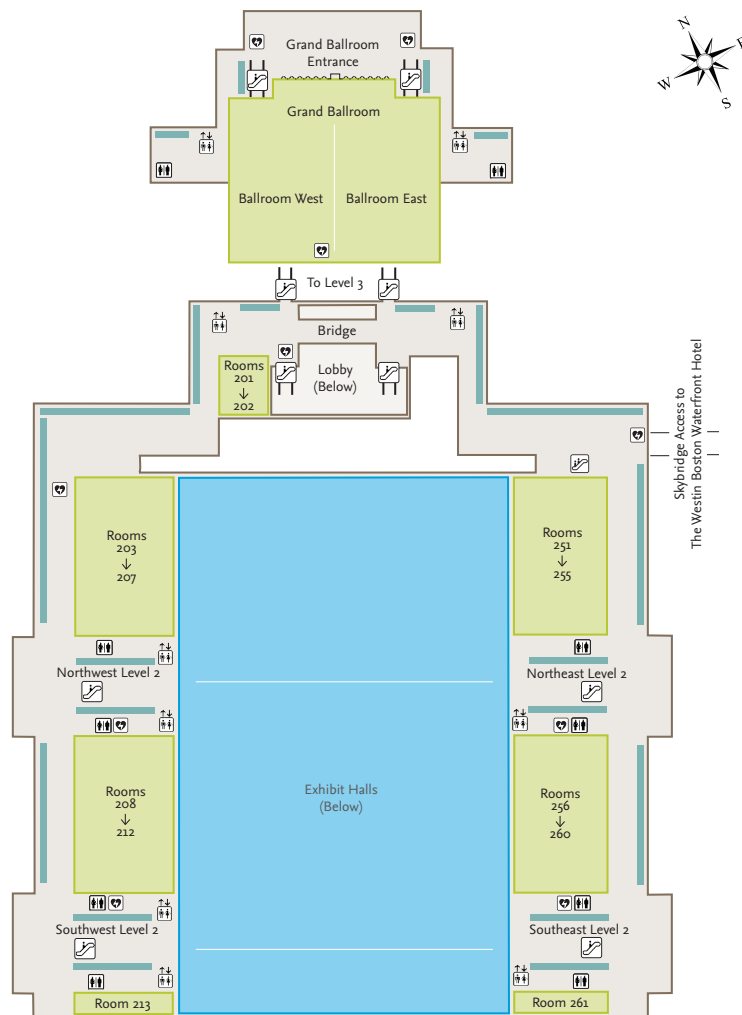 N
E
W
S
Grand Ballroom
Entrance
Grand Ballroom
Ballroom West
Ballroom East
To Level 3
Bridge
Rooms
201
↓
202
Lobby
(Below)
Skybridge Access to
The Westin Boston Waterfront Hotel
Rooms
203
↓
207
Rooms
251
↓
255
Northwest Level 2
Northeast Level 2
Rooms
208
↓
212
Exhibit Halls
(Below)
Rooms
256
↓
260
Southwest Level 2
Southeast Level 2
Room 213
Room 261